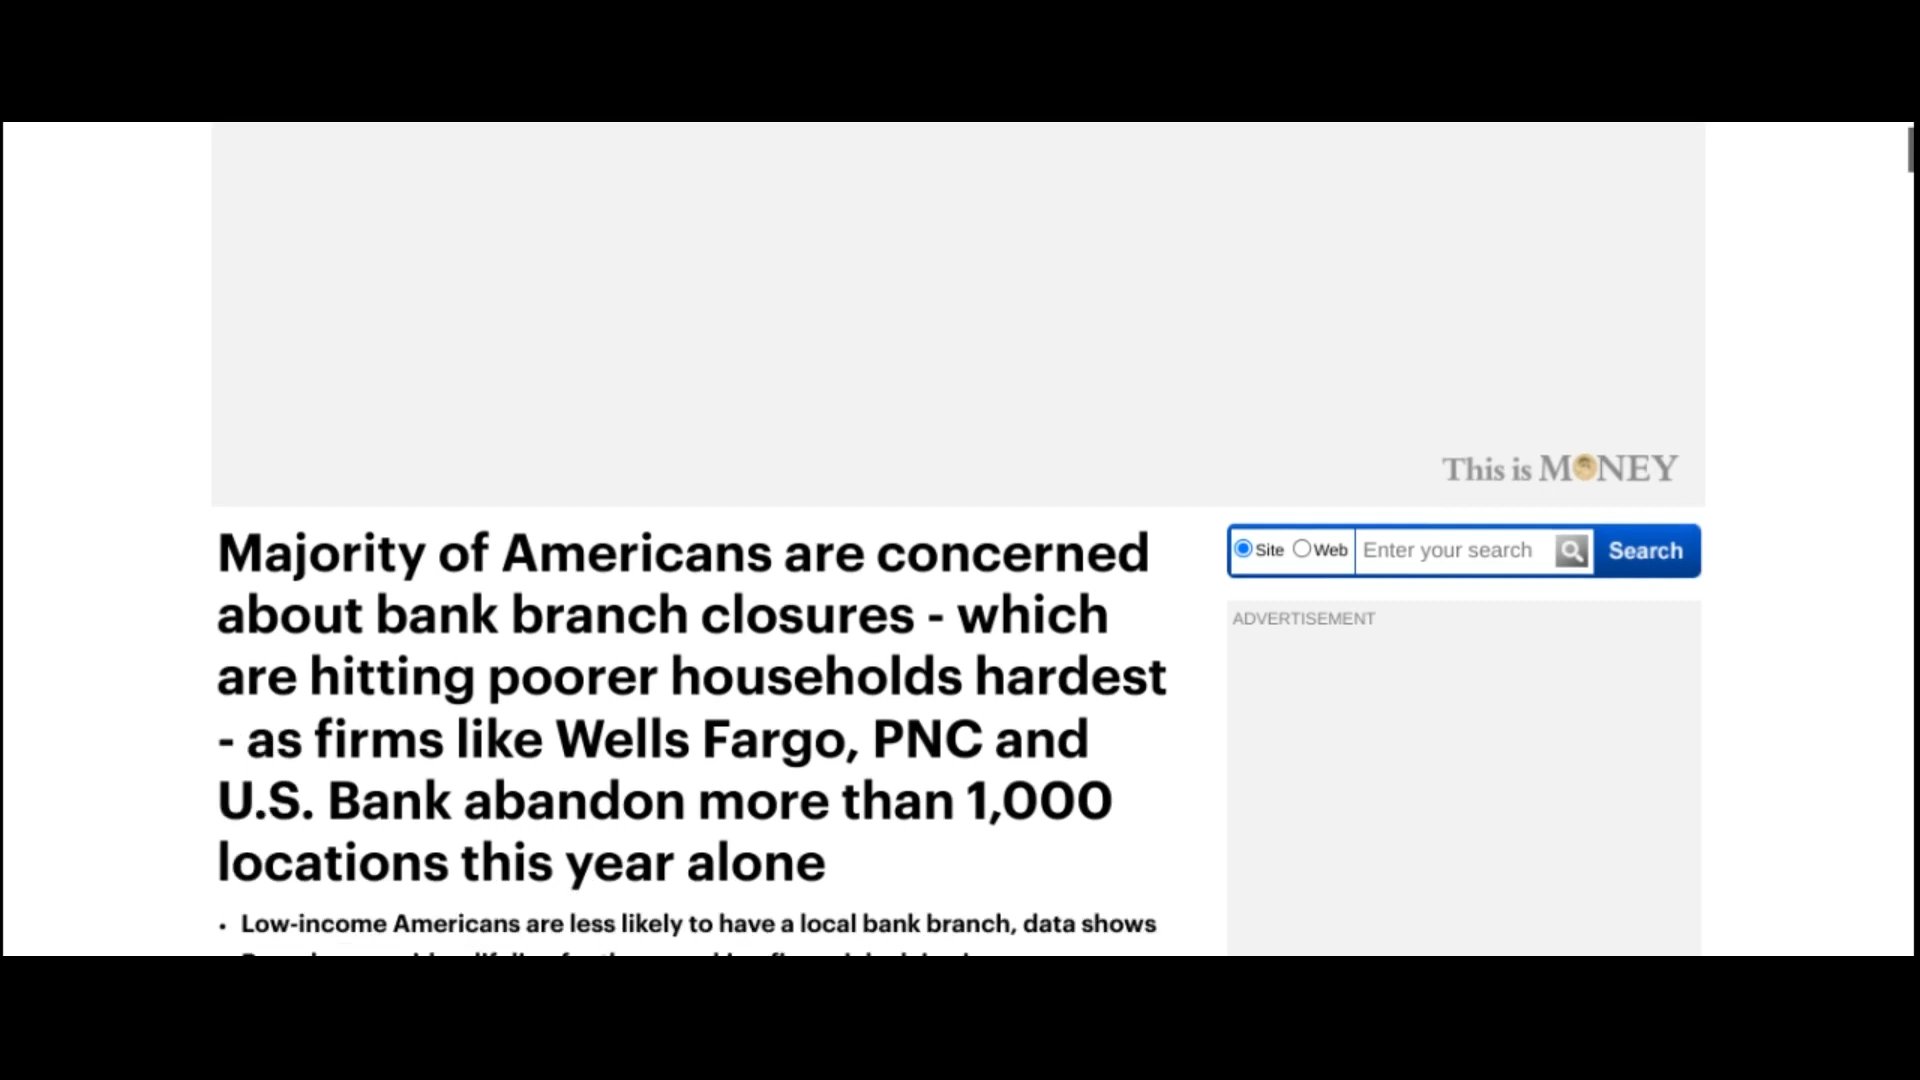 This is MONEY
Majority of Americans are concerned
about bank branch closures - which
are hitting poorer households hardest
- as firms like Wells Fargo, PNC and
U.S. Bank abandon more than 1,000
locations this year alone
• Low-income Americans are less likely to have a local bank branch, data shows
Site Web Enter your search Search
ADVERTISEMENT